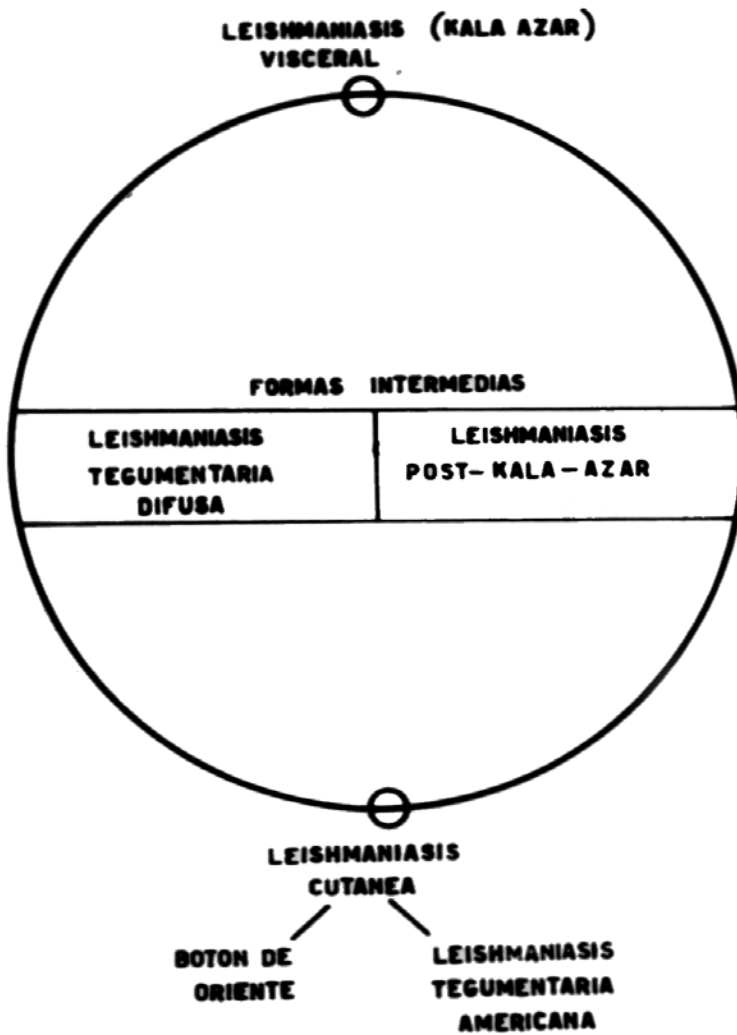 LEISHMANIASIS (KALA AZAR)
VISCERAL
FORMAS INTERMEDIAS
LEISHMANIASIS
TEGUMENTARIA
DIFUSA
LEISHMANIASIS
POST-KALA-AZAR
LEISHMANIASIS
CUTANEA
BOTON DE
ORIENTE
LEISHMANIASIS
TEGUMENTARIA
AMERICANA